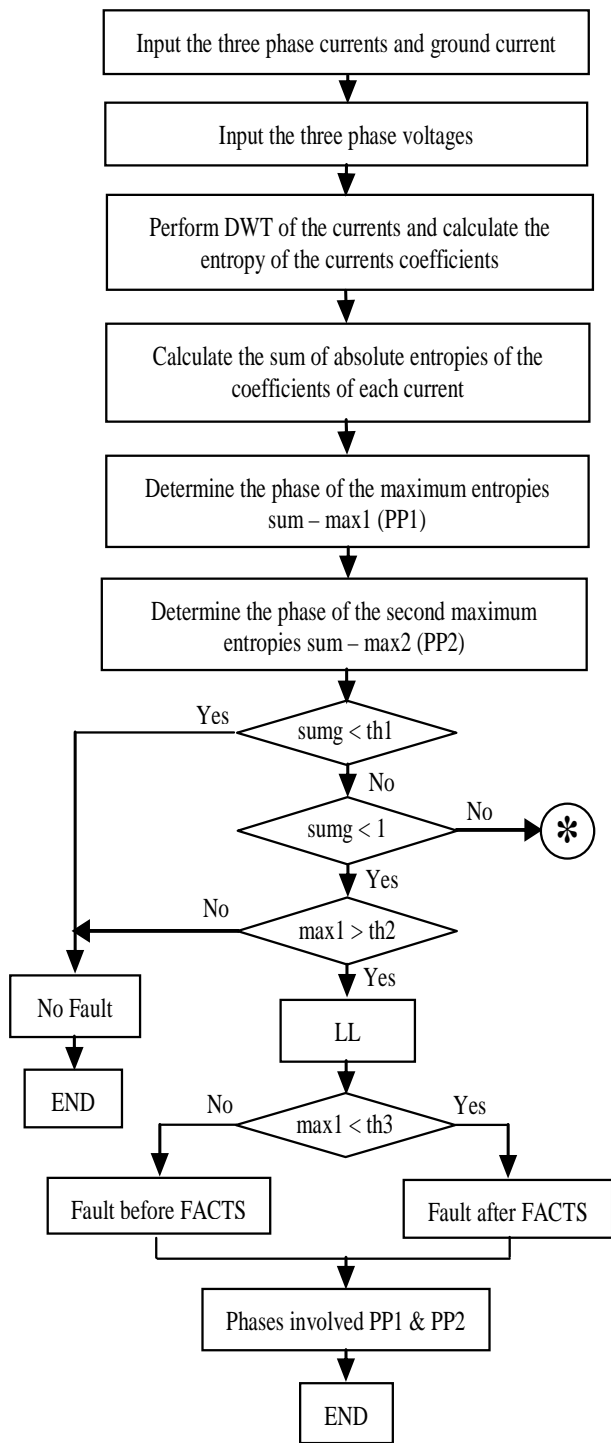 Input the three phase currents and ground current
Input the three phase voltages
Perform DWT of the currents and calculate the
entropy of the currents coefficients
Calculate the sum of absolute entropies of the
coefficients of each current
Determine the phase of the maximum entropies
sum – max1 (PP1)
Determine the phase of the second maximum
entropies sum – max2 (PP2)
Yes
sumg < th1
No
sumg < 1
No
*
Yes
No
max1 > th2
Yes
No Fault
LL
END
No
max1 < th3
Yes
Fault before FACTS
Fault after FACTS
Phases involved PP1 & PP2
END